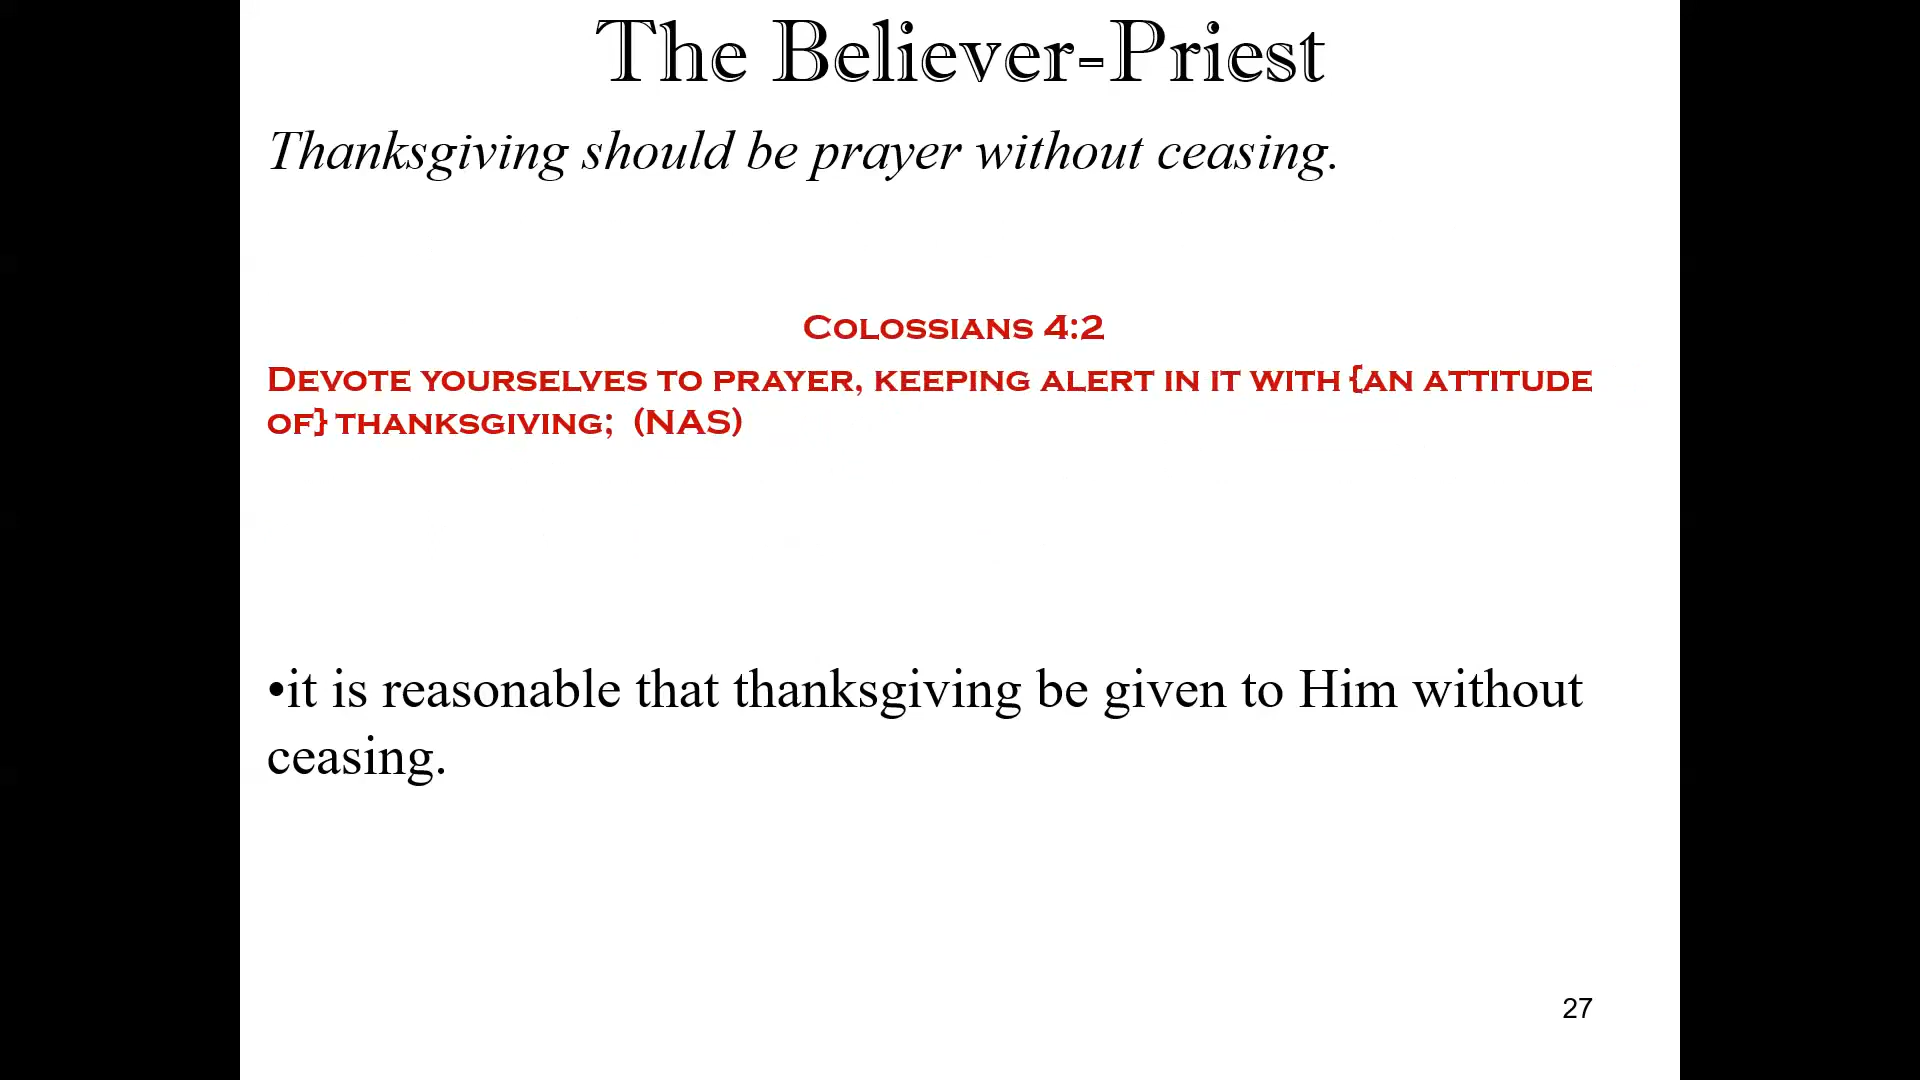 The Believer-Priest
Thanksgiving should be prayer without ceasing.
Colossians 4:2
Devote yourselves to prayer, keeping alert in it with {an attitude
of} thanksgiving;  (NAS)
•it is reasonable that thanksgiving be given to Him without
ceasing.
27